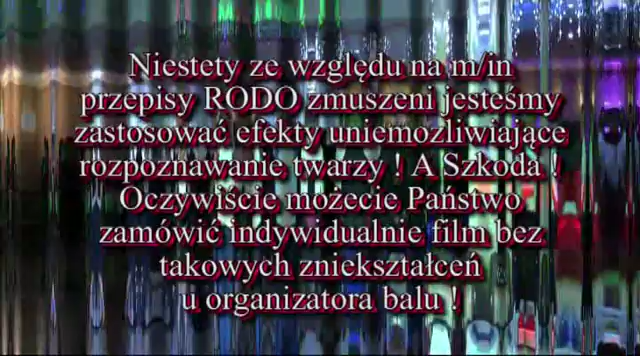 Niestety ze względu na m/in
przepisy RODO zmuszeni jesteśmy
zastosować efekty uniemozliwiające
rozpoznawanie twarzy ! A Szkoda !
Oczywiście możecie Państwo
zamówić indywidualnie film bez
takowych zniekształceń
u organizatora balu !